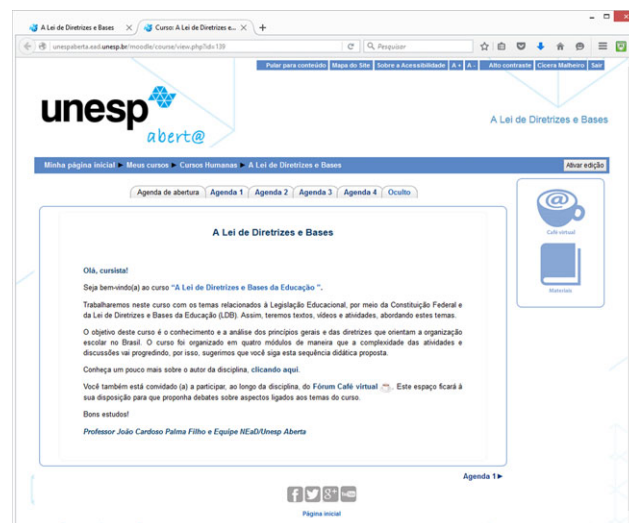 A Lei de Diretrizes e Bases
Curso: A Lei de Diretrizes e...
unespaberta.ead.unesp.br/moodle/course/view.php?id=139
Pesquisar
Pular para conteúdo Mapa do Site Sobre a Acessibilidade A + A - Alto contraste Cícera Malheiro Sair
unesp
abert@
A Lei de Diretrizes e Bases
Minha página inicial ► Meus cursos ► Cursos Humanas ► A Lei de Diretrizes e Bases
Ativar edição
Agenda de abertura Agenda 1 Agenda 2 Agenda 3 Agenda 4 Oculto
A Lei de Diretrizes e Bases
Olá, cursista!
Seja bem-vindo(a) ao curso "A Lei de Diretrizes e Bases da Educação ".
Trabalharemos neste curso com os temas relacionados à Legislação Educacional, por meio da Constituição Federal e
da Lei de Diretrizes e Bases da Educação (LDB). Assim, teremos textos, vídeos e atividades, abordando estes temas.
O objetivo deste curso é o conhecimento e a análise dos princípios gerais e das diretrizes que orientam a organização
escolar no Brasil. O curso foi organizado em quatro módulos de maneira que a complexidade das atividades e
discussões vai progredindo, por isso, sugerimos que você siga esta sequência didática proposta.
Conheça um pouco mais sobre o autor da disciplina, clicando aqui.
Você também está convidado (a) a participar, ao longo da disciplina, do Fórum Café virtual . Este espaço ficará à
sua disposição para que proponha debates sobre aspectos ligados aos temas do curso.
Bons estudos!
Professor João Cardoso Palma Filho e Equipe NEaD/Unesp Aberta
@
Café virtual
Materiais
Agenda 1►
Página inicial